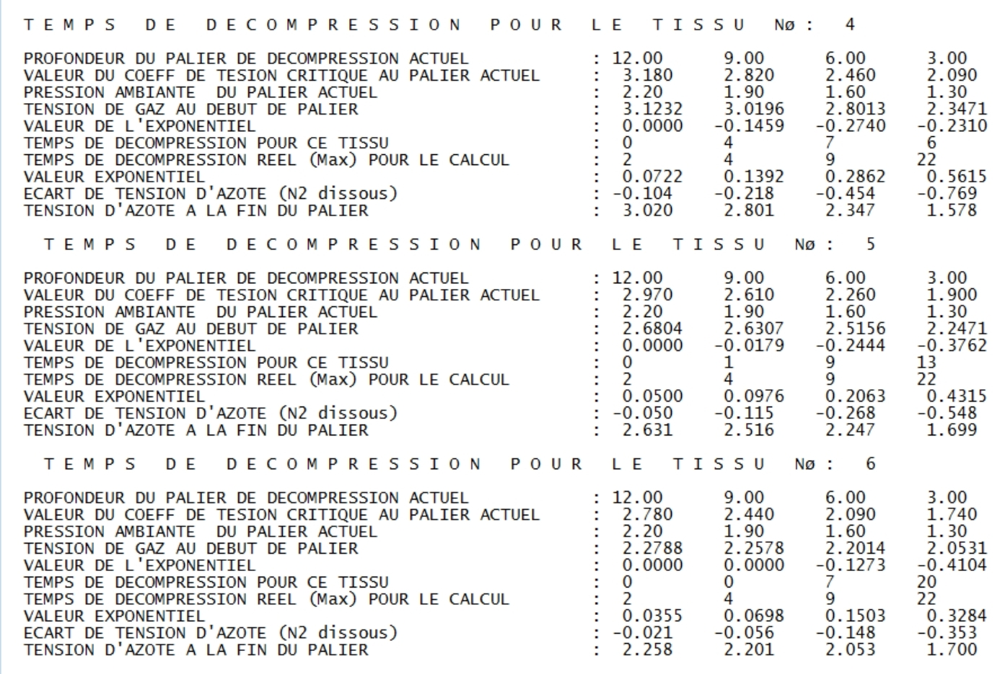 T E M P S   D E   D E C O M P R E S S I O N   P O U R   L E   T I S S U   Nø :   4
PROFONDEUR DU PALIER DE DECOMPRESSION ACTUEL : 12.00 9.00 6.00 3.00
VALEUR DU COEFF DE TESION CRITIQUE AU PALIER ACTUEL : 3.180 2.820 2.460 2.090
PRESSION AMBIANTE  DU PALIER ACTUEL : 2.20 1.90 1.60 1.30
TENSION DE GAZ AU DEBUT DE PALIER : 3.1232 3.0196 2.8013 2.3471
VALEUR DE L'EXPONENTIEL : 0.0000 -0.1459 -0.2740 -0.2310
TEMPS DE DECOMPRESSION POUR CE TISSU : 0 4 7 6
TEMPS DE DECOMPRESSION REEL (Max) POUR LE CALCUL : 2 4 9 22
VALEUR EXPONENTIEL : 0.0722 0.1392 0.2862 0.5615
ECART DE TENSION D'AZOTE (N2 dissous) : -0.104 -0.218 -0.454 -0.769
TENSION D'AZOTE A LA FIN DU PALIER : 3.020 2.801 2.347 1.578
T E M P S   D E   D E C O M P R E S S I O N   P O U R   L E   T I S S U   Nø :   5
PROFONDEUR DU PALIER DE DECOMPRESSION ACTUEL : 12.00 9.00 6.00 3.00
VALEUR DU COEFF DE TESION CRITIQUE AU PALIER ACTUEL : 2.970 2.610 2.260 1.900
PRESSION AMBIANTE  DU PALIER ACTUEL : 2.20 1.90 1.60 1.30
TENSION DE GAZ AU DEBUT DE PALIER : 2.6804 2.6307 2.5156 2.2471
VALEUR DE L'EXPONENTIEL : 0.0000 -0.0179 -0.2444 -0.3762
TEMPS DE DECOMPRESSION POUR CE TISSU : 0 1 9 13
TEMPS DE DECOMPRESSION REEL (Max) POUR LE CALCUL : 2 4 9 22
VALEUR EXPONENTIEL : 0.0500 0.0976 0.2063 0.4315
ECART DE TENSION D'AZOTE (N2 dissous) : -0.050 -0.115 -0.268 -0.548
TENSION D'AZOTE A LA FIN DU PALIER : 2.631 2.516 2.247 1.699
T E M P S   D E   D E C O M P R E S S I O N   P O U R   L E   T I S S U   Nø :   6
PROFONDEUR DU PALIER DE DECOMPRESSION ACTUEL : 12.00 9.00 6.00 3.00
VALEUR DU COEFF DE TESION CRITIQUE AU PALIER ACTUEL : 2.780 2.440 2.090 1.740
PRESSION AMBIANTE  DU PALIER ACTUEL : 2.20 1.90 1.60 1.30
TENSION DE GAZ AU DEBUT DE PALIER : 2.2788 2.2578 2.2014 2.0531
VALEUR DE L'EXPONENTIEL : 0.0000 0.0000 -0.1273 -0.4104
TEMPS DE DECOMPRESSION POUR CE TISSU : 0 0 7 20
TEMPS DE DECOMPRESSION REEL (Max) POUR LE CALCUL : 2 4 9 22
VALEUR EXPONENTIEL : 0.0355 0.0698 0.1503 0.3284
ECART DE TENSION D'AZOTE (N2 dissous) : -0.021 -0.056 -0.148 -0.353
TENSION D'AZOTE A LA FIN DU PALIER : 2.258 2.201 2.053 1.700